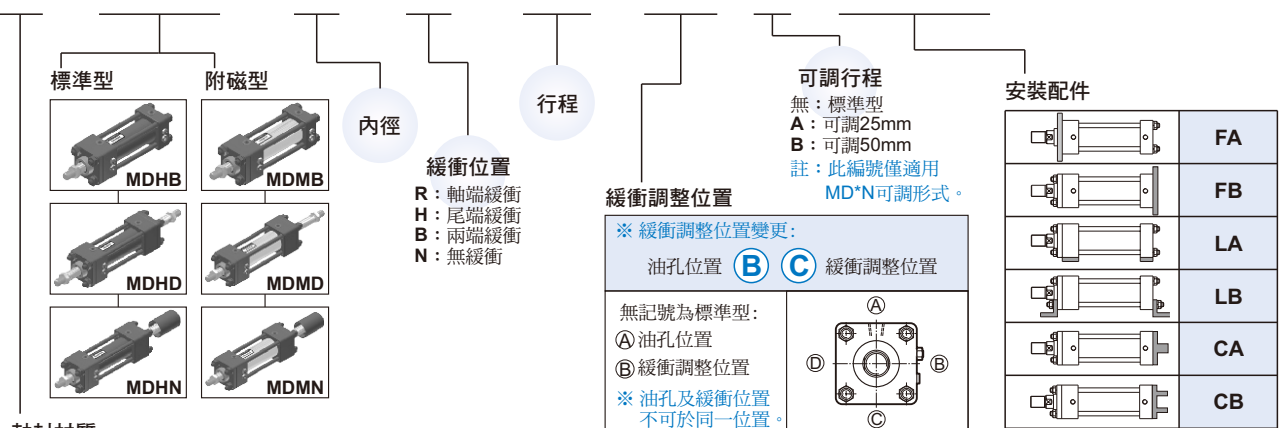 標準型
附磁型
MDHB
MDMB
MDHD
MDMD
MDHN
MDMN
內徑
緩衝位置
R：軸端緩衝
H：尾端緩衝
B：兩端緩衝
N：無緩衝
行程
緩衝調整位置
※ 緩衝調整位置變更:
油孔位置 B C 緩衝調整位置
無記號為標準型:
Ⓐ油孔位置
Ⓑ緩衝調整位置
※ 油孔及緩衝位置
不可於同一位置。
Ⓐ
Ⓓ Ⓑ
Ⓒ
可調行程
無：標準型
A：可調25mm
B：可調50mm
註：此編號僅適用
MD*N可調形式。
安裝配件
FA
FB
LA
LB
CA
CB